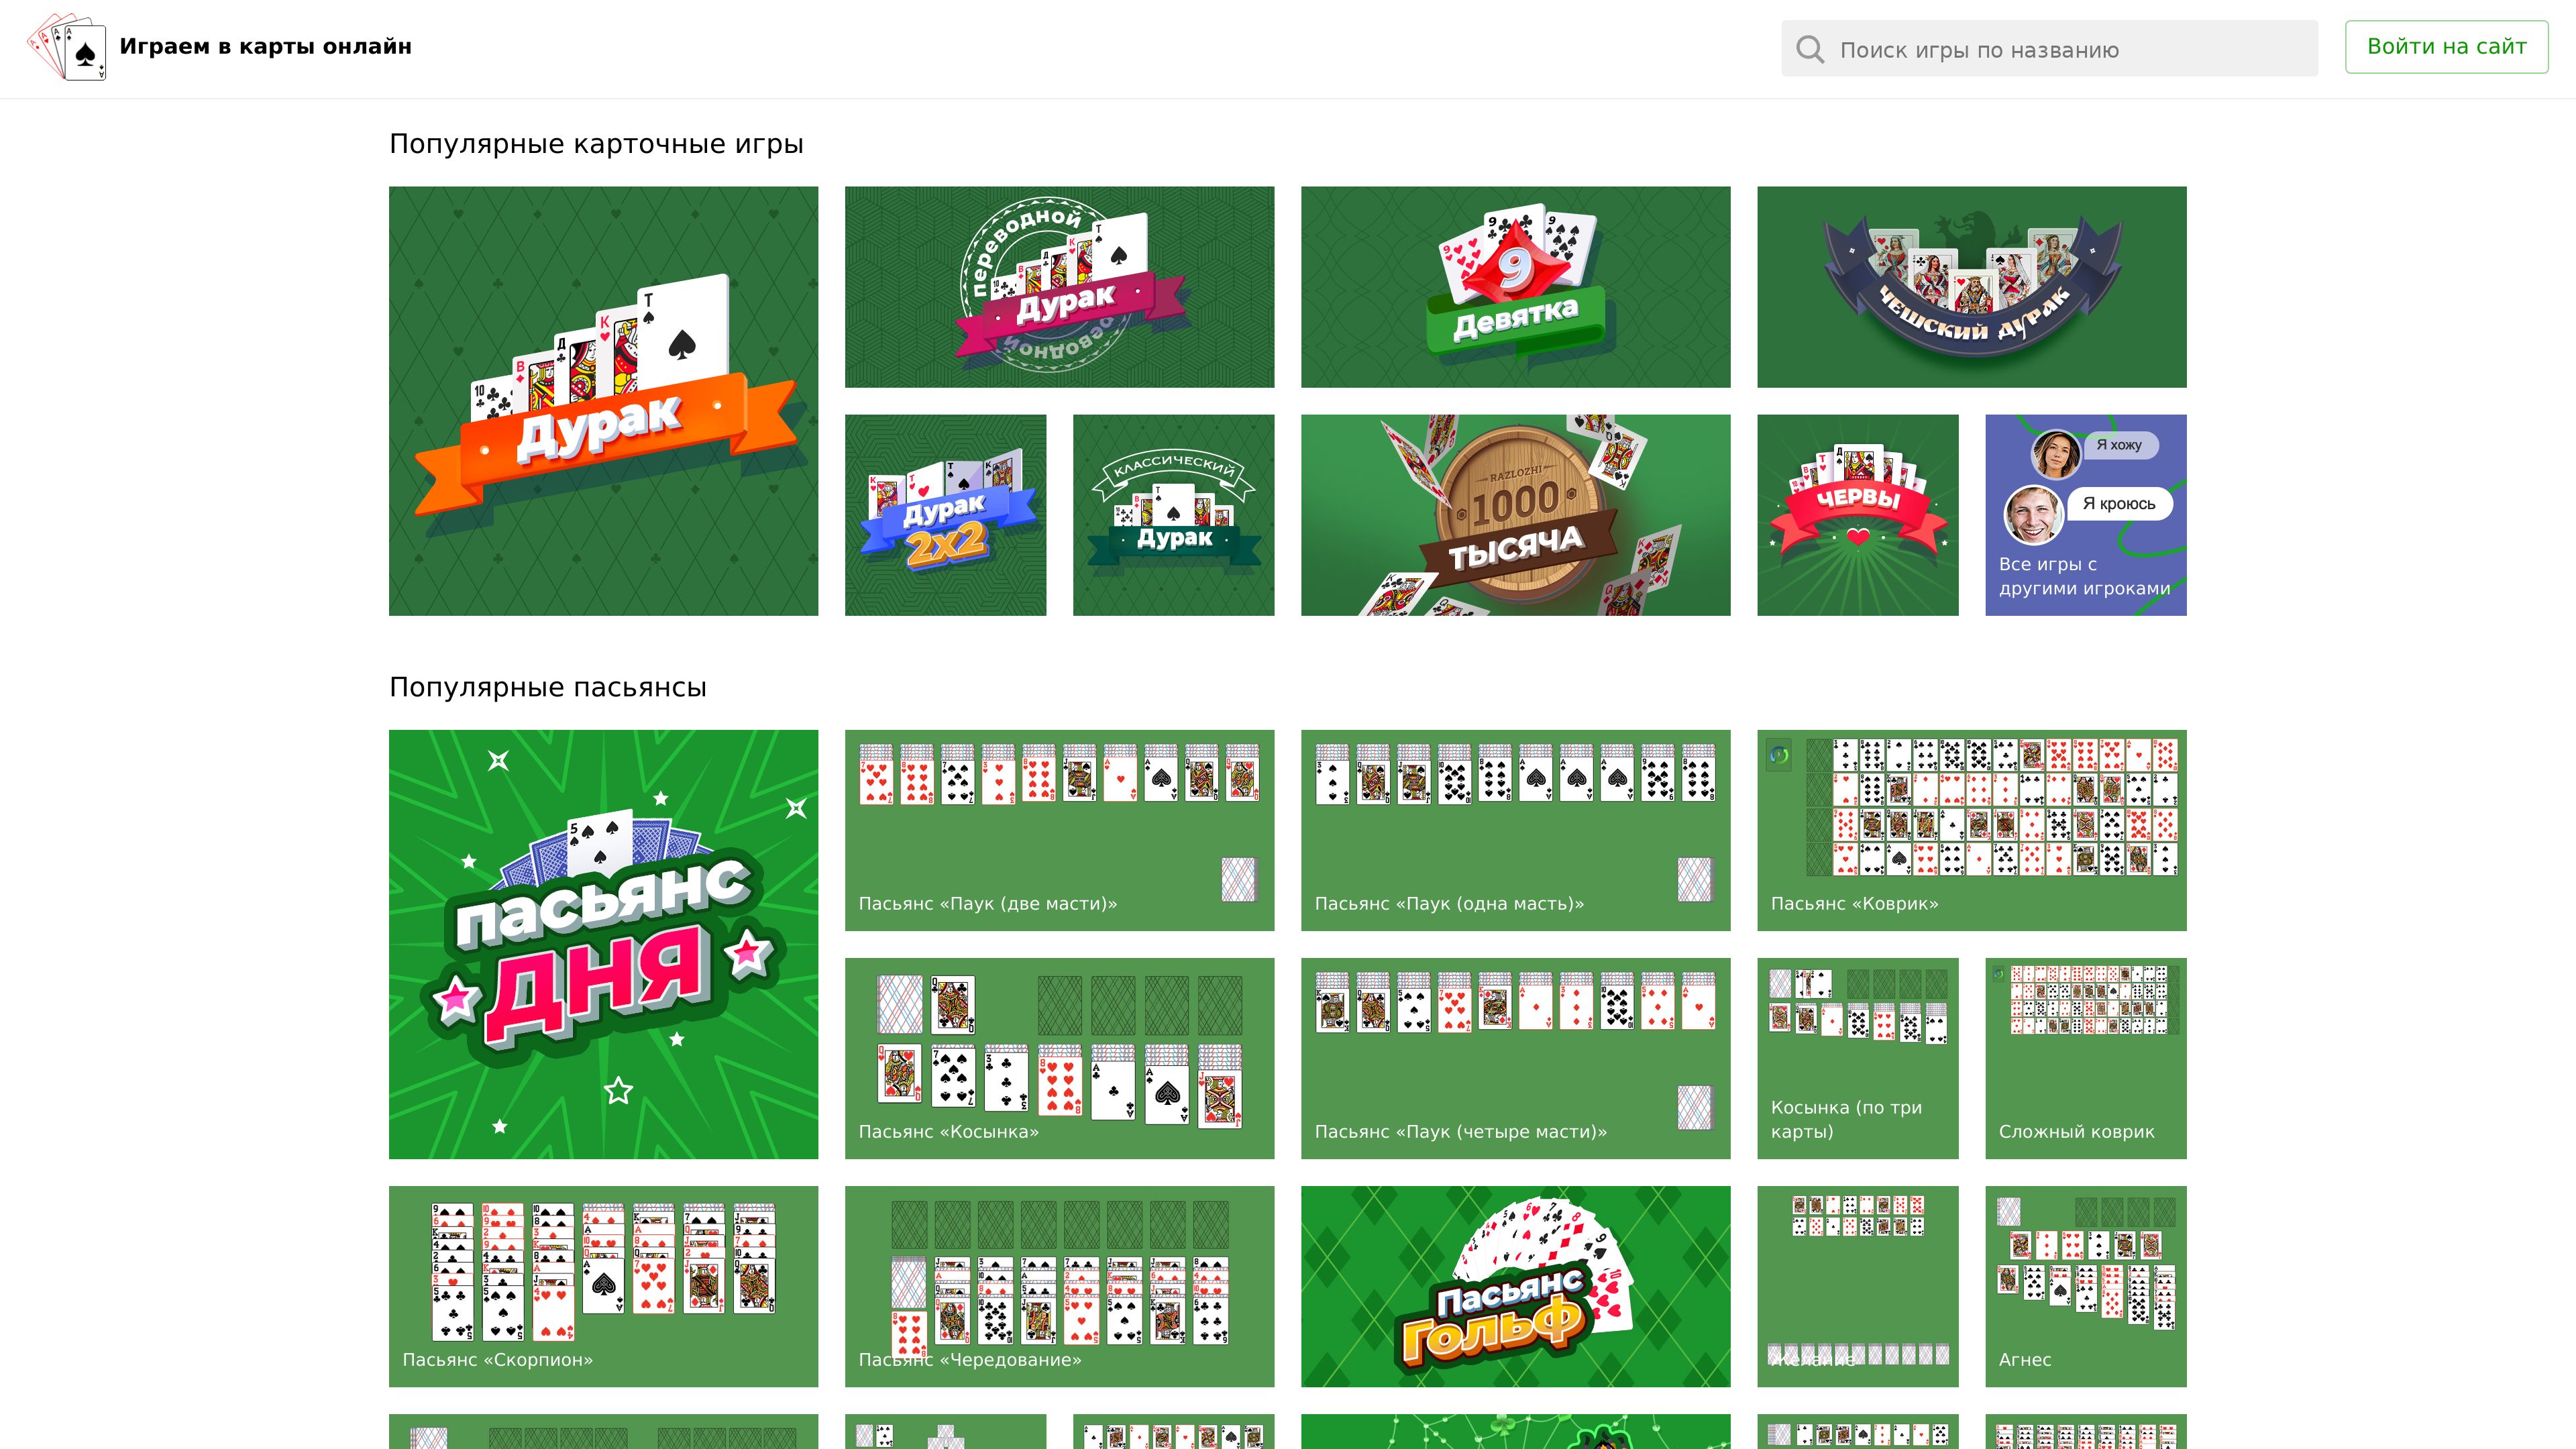 Играем в карты онлайн
Поиск игры по названию
Войти на сайт
Популярные карточные игры
Дурак
переводной
Дурак
переводной
9
Девятка
ЧЕШСКИЙ ДУРАК
Дурак
2х2
КЛАССИЧЕСКИЙ
Дурак
RAZLOZHI
1000
ТЫСЯЧА
ЧЕРВЫ
Я хожу
Я кроюсь
Все игры с
другими игроками
Популярные пасьянсы
пасьянс
ДНЯ
Пасьянс «Паук (две масти)»
Пасьянс «Паук (одна масть)»
Пасьянс «Коврик»
Пасьянс «Косынка»
Пасьянс «Паук (четыре масти)»
Косынка (по три
карты)
Сложный коврик
Пасьянс «Скорпион»
Пасьянс «Чередование»
Пасьянс
Гольф
Желание
Агнес